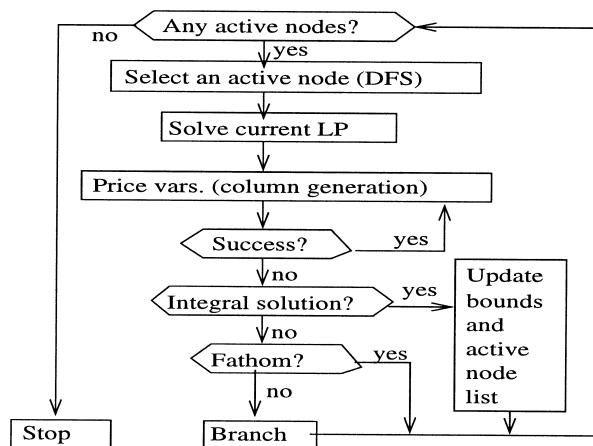 no
Any active nodes?
yes
Select an active node (DFS)
Solve current LP
Price vars. (column generation)
Success?
yes
no
Integral solution?
yes
Update
bounds
and
active
node
list
no
Fathom?
yes
no
Stop
Branch